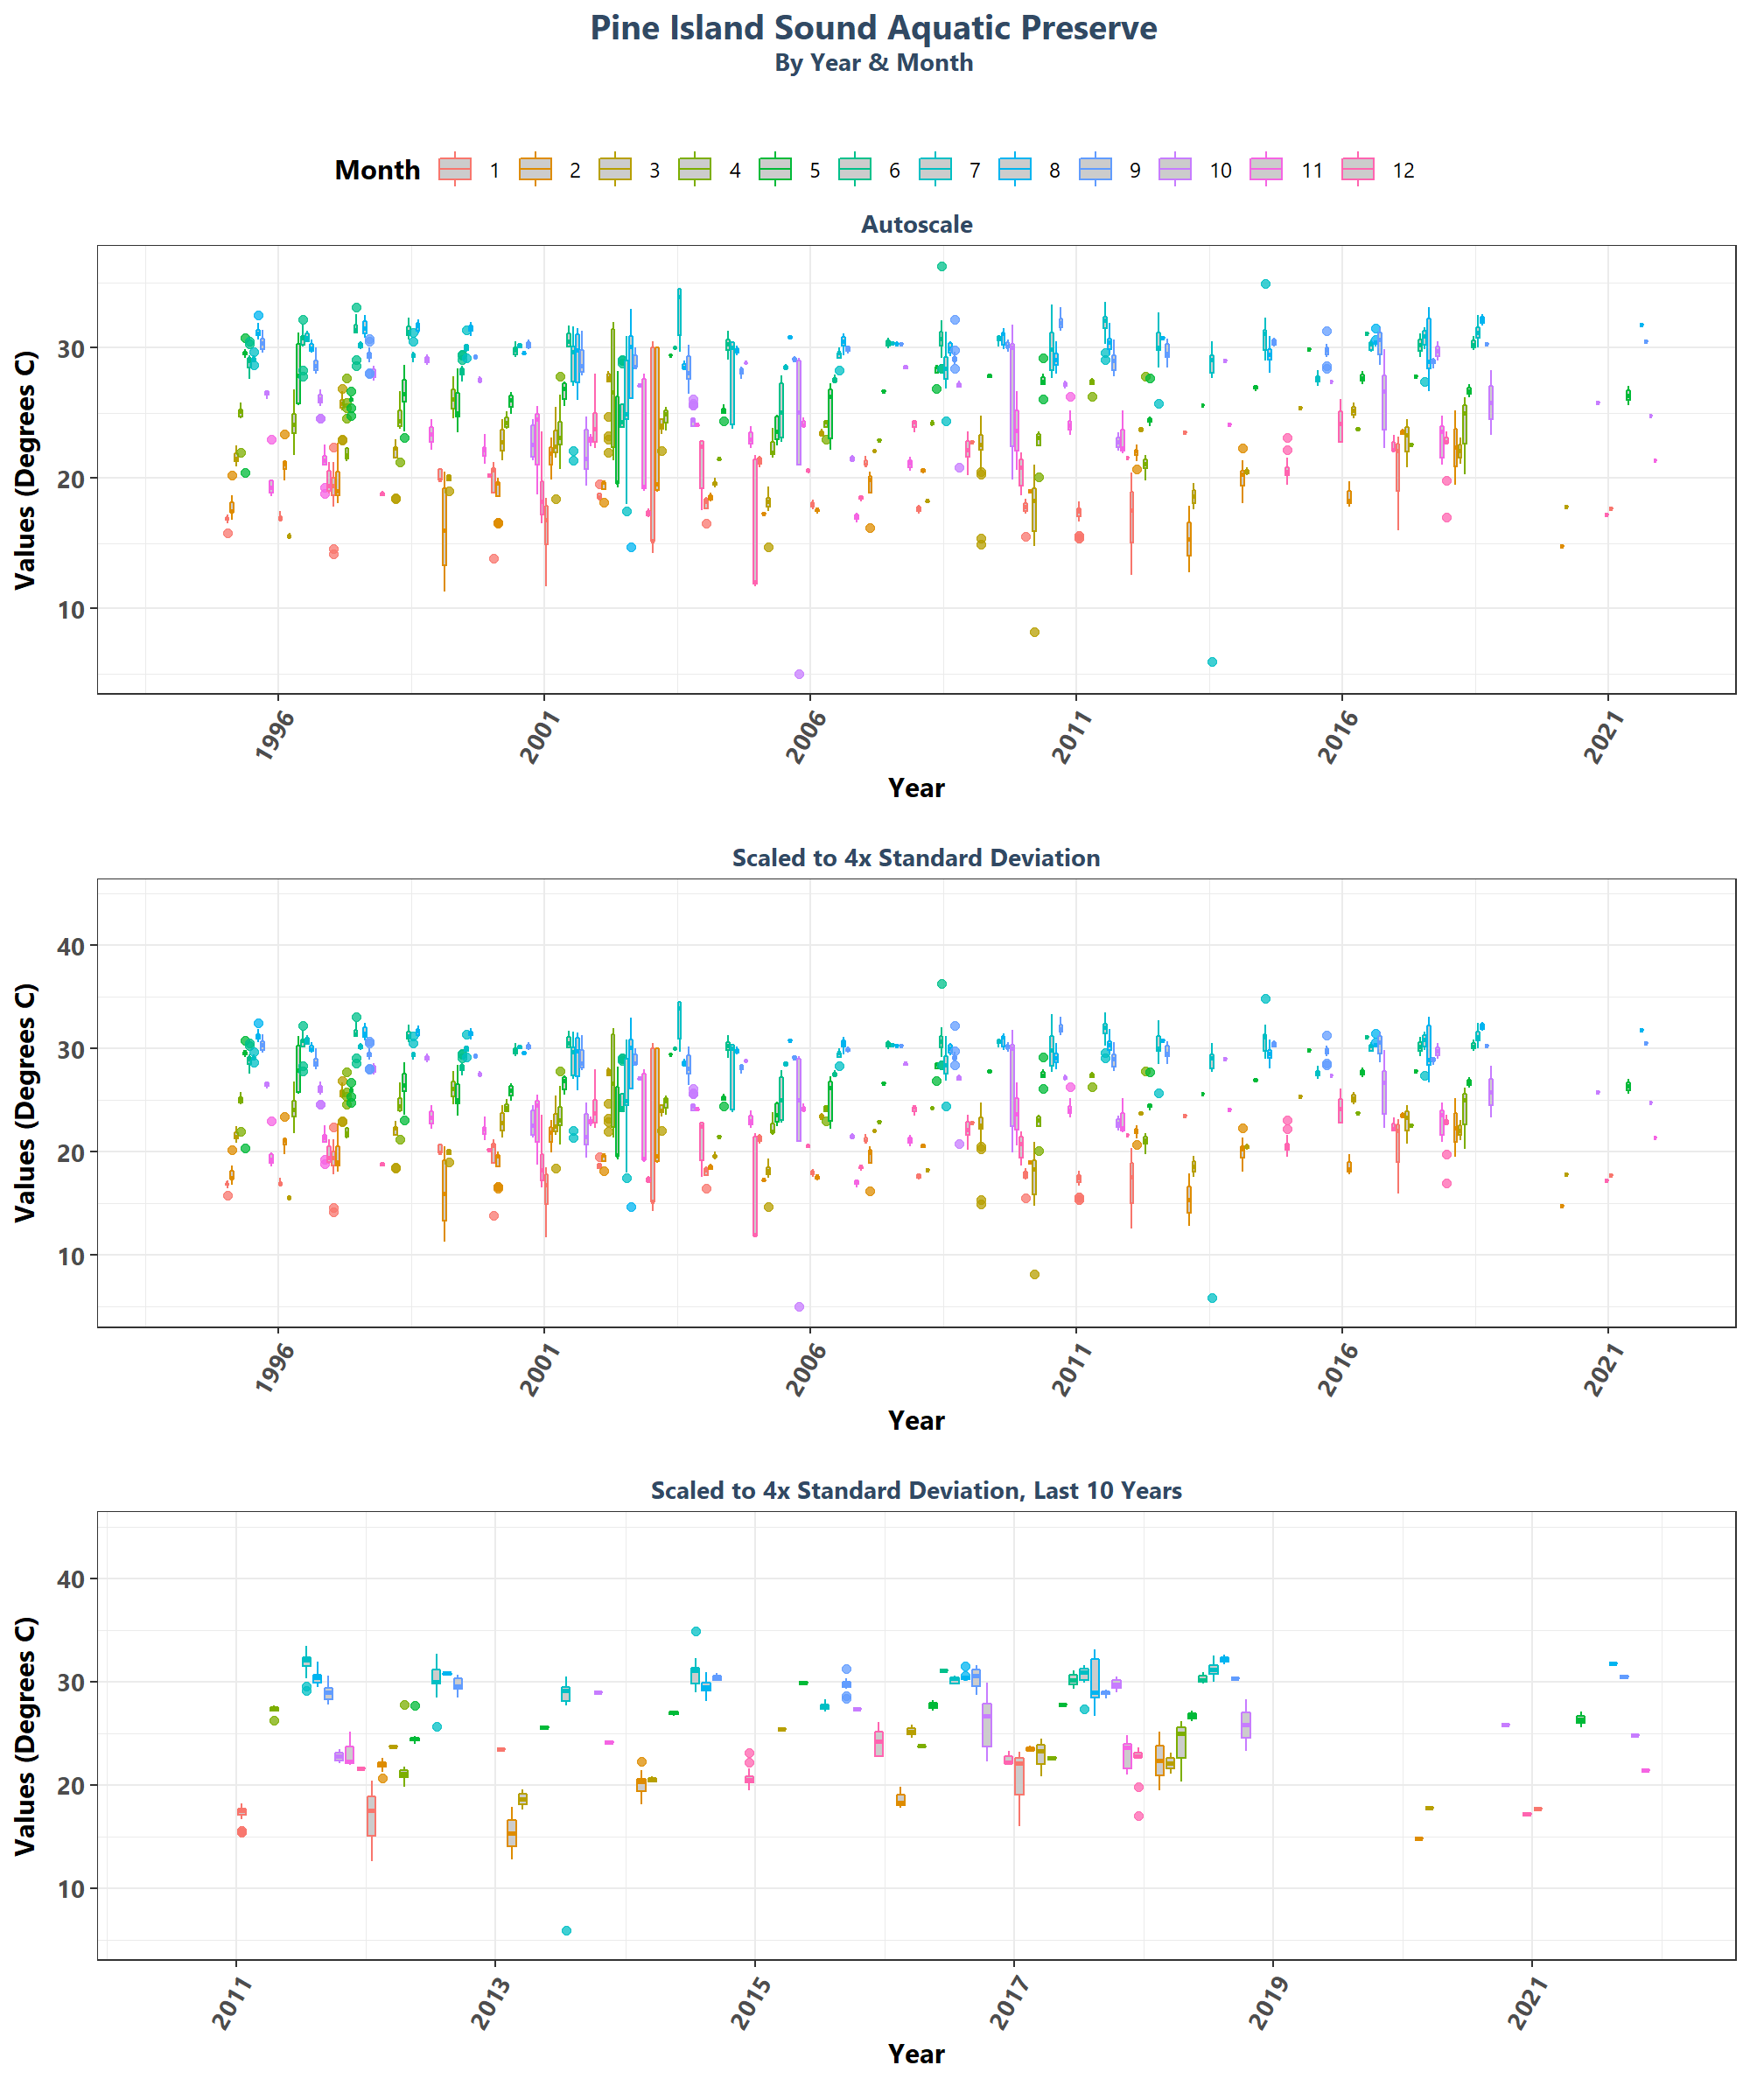 Pine Island Sound Aquatic Preserve
By Year & Month
Month 1 2 3 4 5 6 7 8 9 10 11 12
Autoscale
Values (Degrees C)
30
20
10
1996 2001 2006 2011 2016 2021
Year
Scaled to 4x Standard Deviation
Values (Degrees C)
40
30
20
10
1996 2001 2006 2011 2016 2021
Year
Scaled to 4x Standard Deviation, Last 10 Years
Values (Degrees C)
40
30
20
10
2011 2013 2015 2017 2019 2021
Year